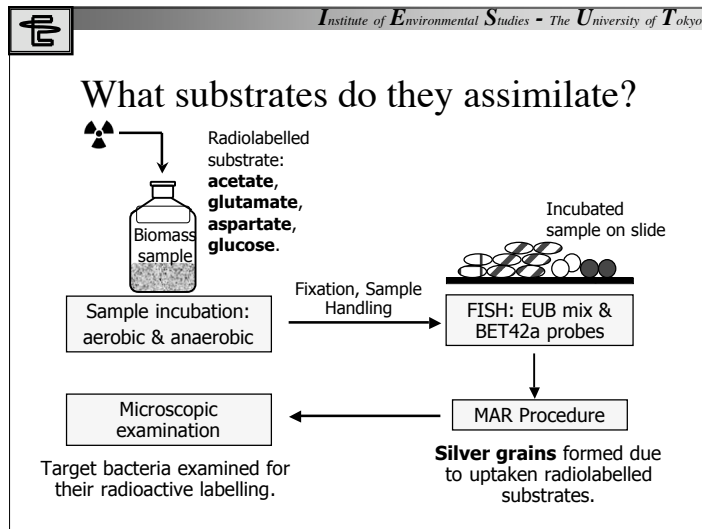 Institute of Environmental Studies - The University of Tokyo
What substrates do they assimilate?
Radiolabelled
substrate:
acetate,
glutamate,
aspartate,
glucose.
Biomass
sample
Incubated
sample on slide
Sample incubation:
aerobic & anaerobic
Fixation, Sample
Handling
FISH: EUB mix &
BET42a probes
Microscopic
examination
MAR Procedure
Target bacteria examined for
their radioactive labelling.
Silver grains formed due
to uptaken radiolabelled
substrates.